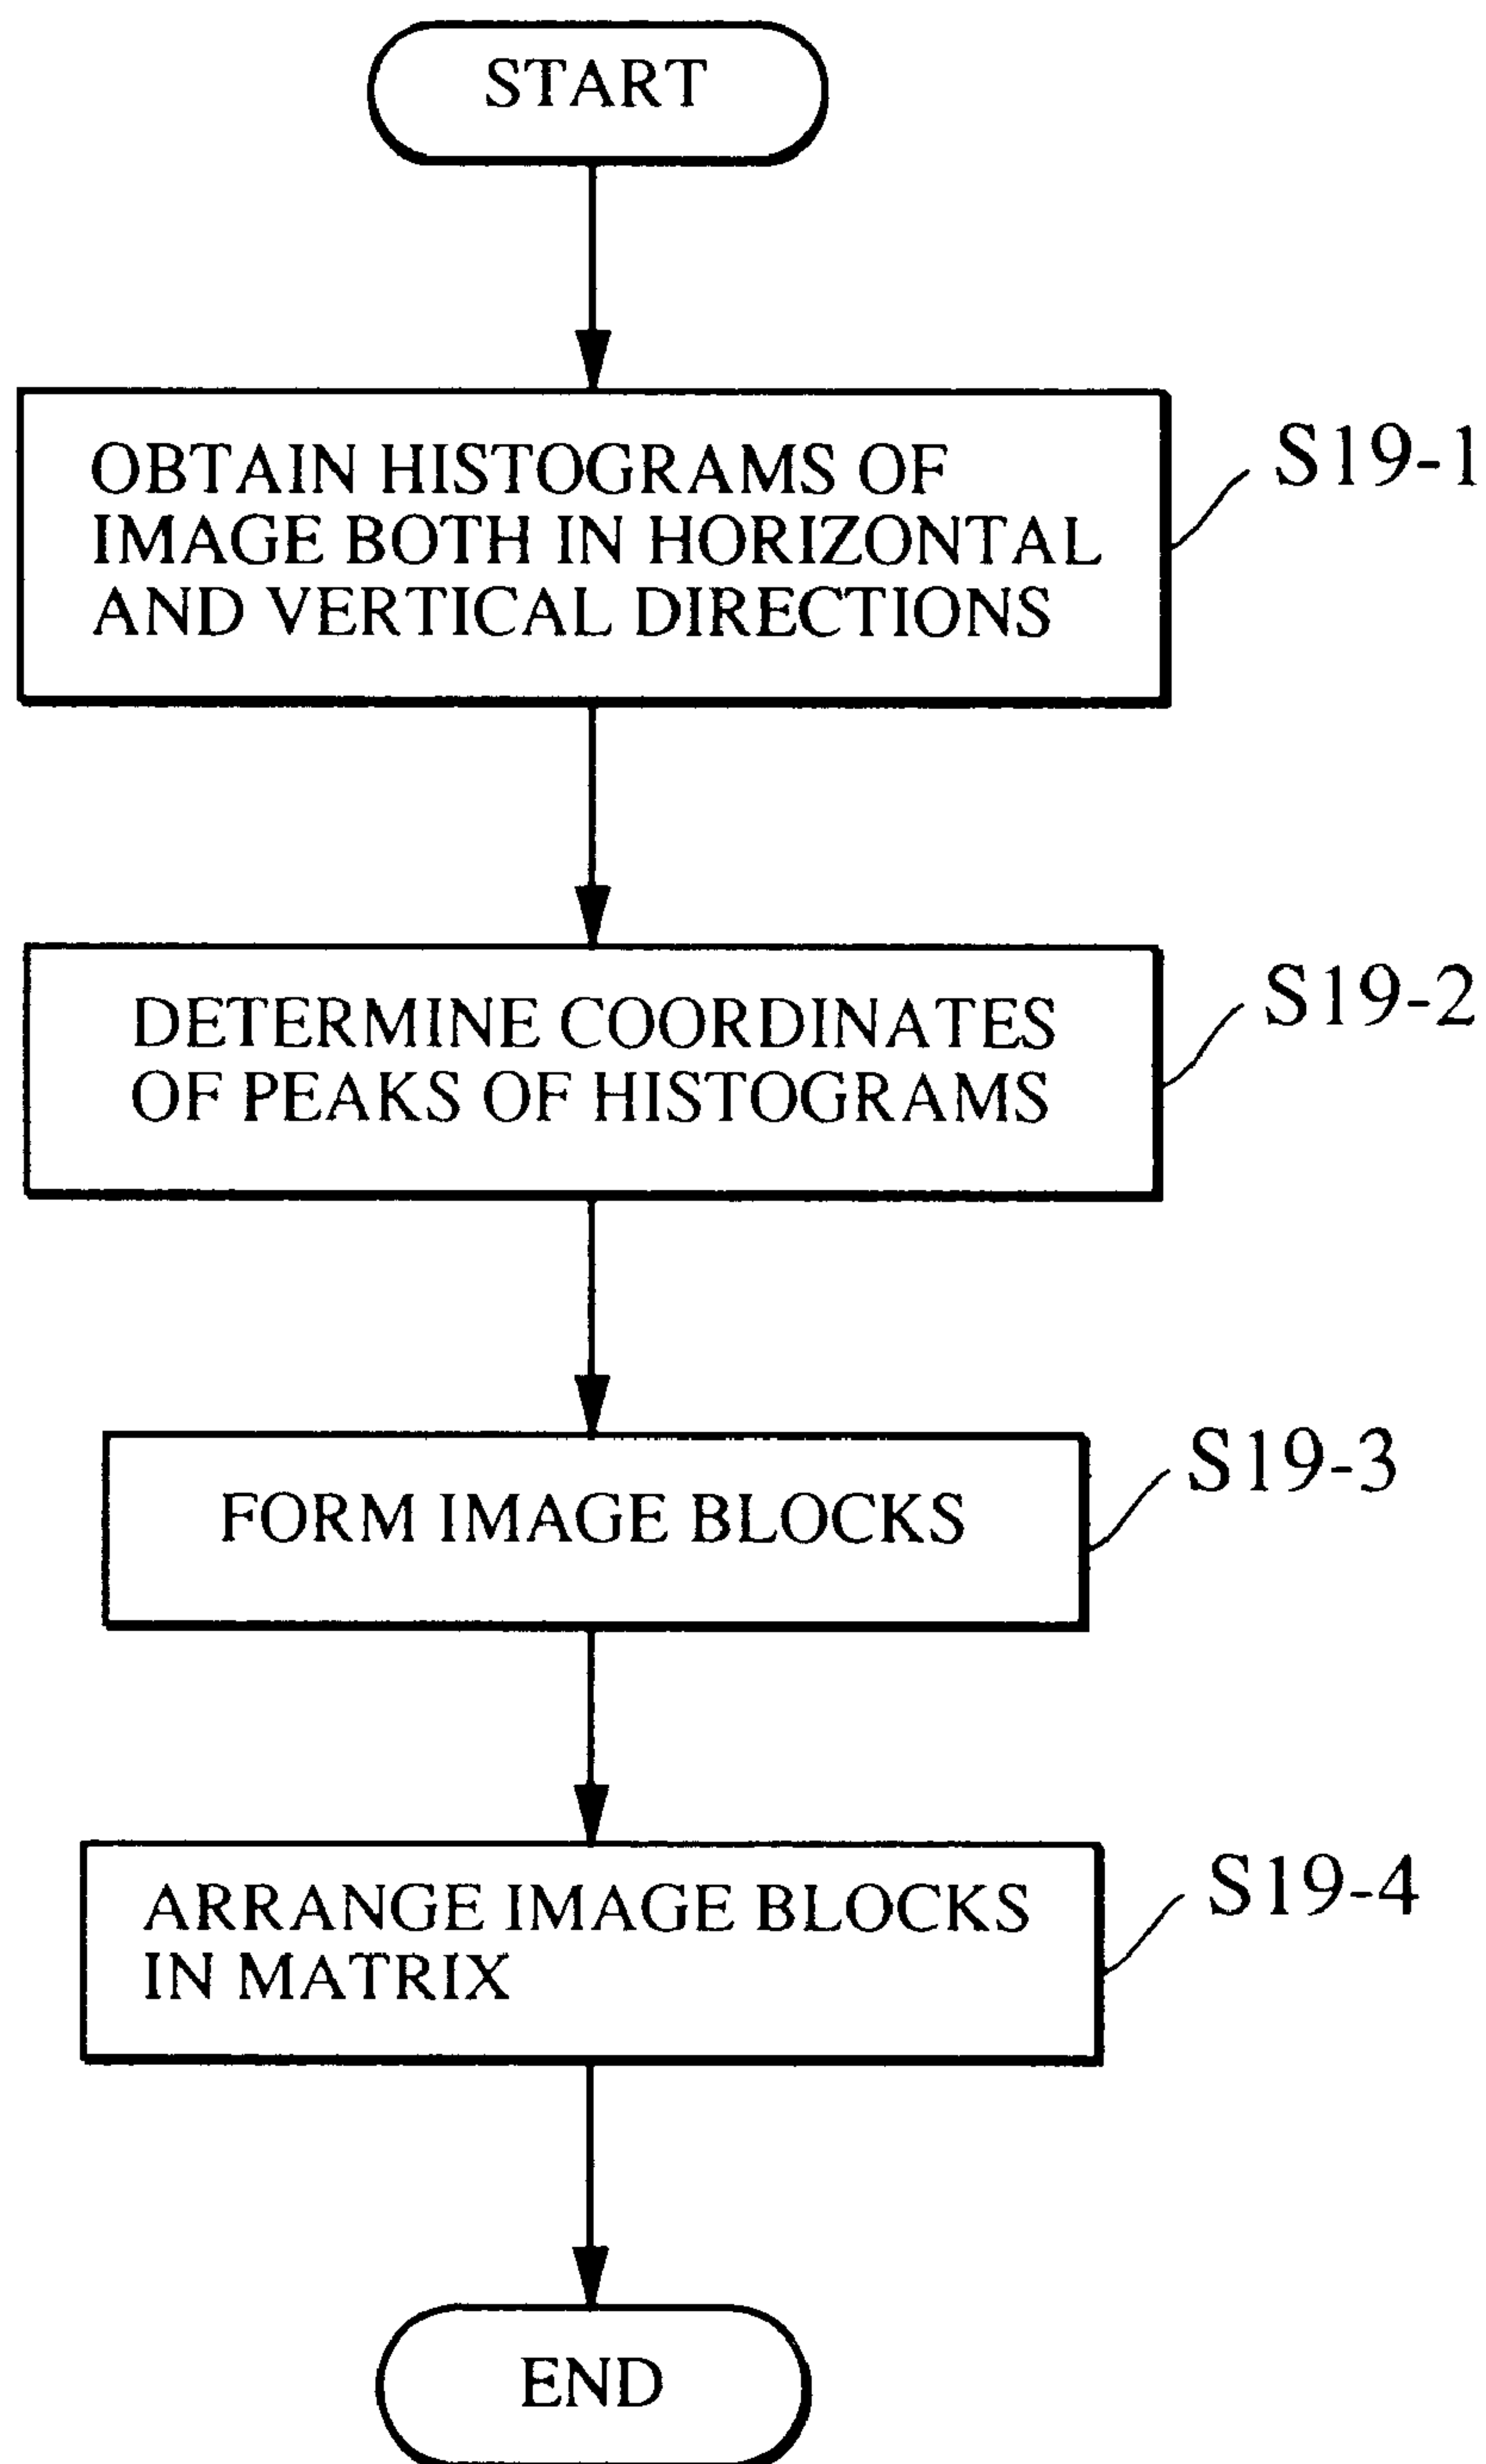 START
OBTAIN HISTOGRAMS OF
IMAGE BOTH IN HORIZONTAL
AND VERTICAL DIRECTIONS
S19-1
DETERMINE COORDINATES
OF PEAKS OF HISTOGRAMS
S19-2
FORM IMAGE BLOCKS
S19-3
ARRANGE IMAGE BLOCKS
IN MATRIX
S19-4
END